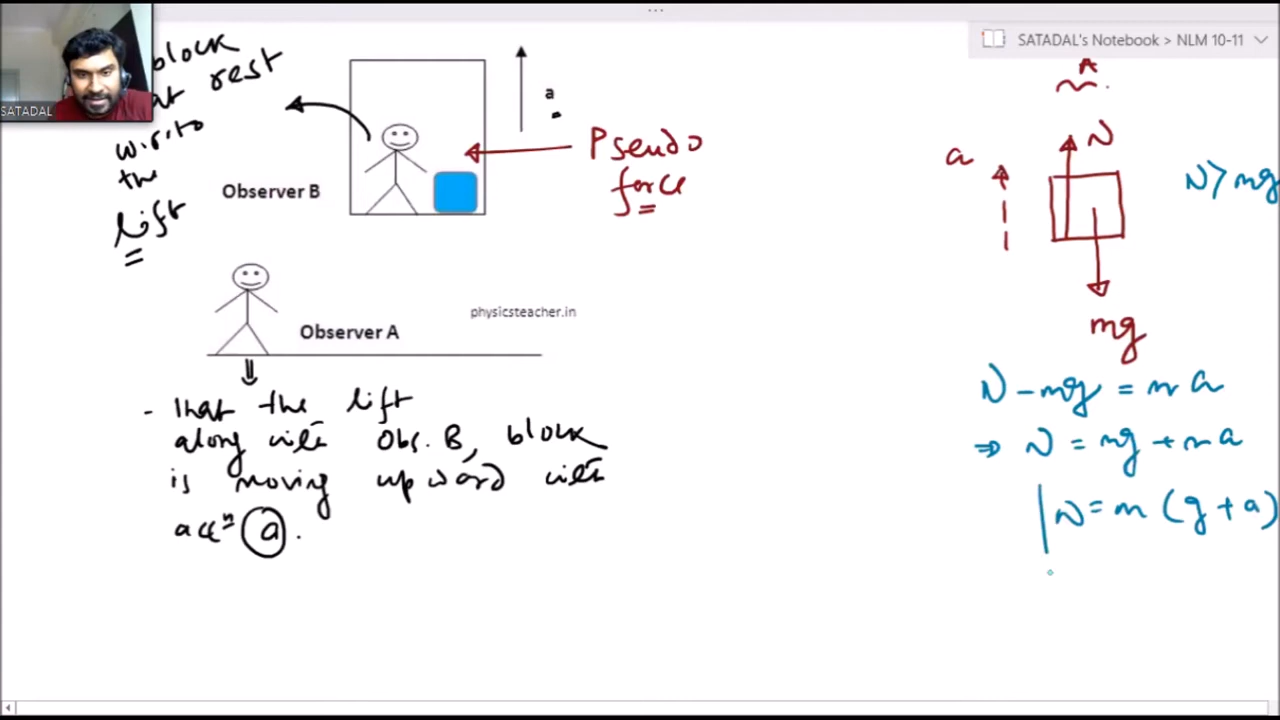 SATADAL's Notebook > NLM 10-11
SATADAL
block
at rest
w.r.to
the
lift
a
Pseudo
force
Observer B
Observer A
physicsteacher.in
- that the lift
along with Obs. B, block
is moving upward with
accn a.
A
N
a
N>mg
mg
N - mg = ma
⇒ N = mg + ma
N = m (g + a)